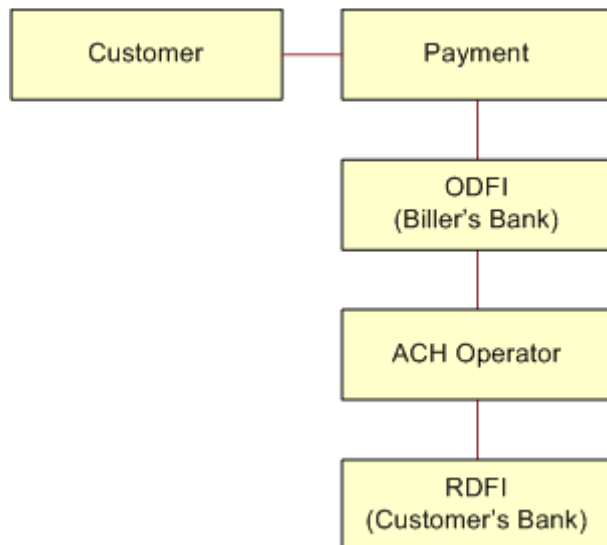 Customer
Payment
ODFI
(Biller's Bank)
ACH Operator
RDFI
(Customer's Bank)